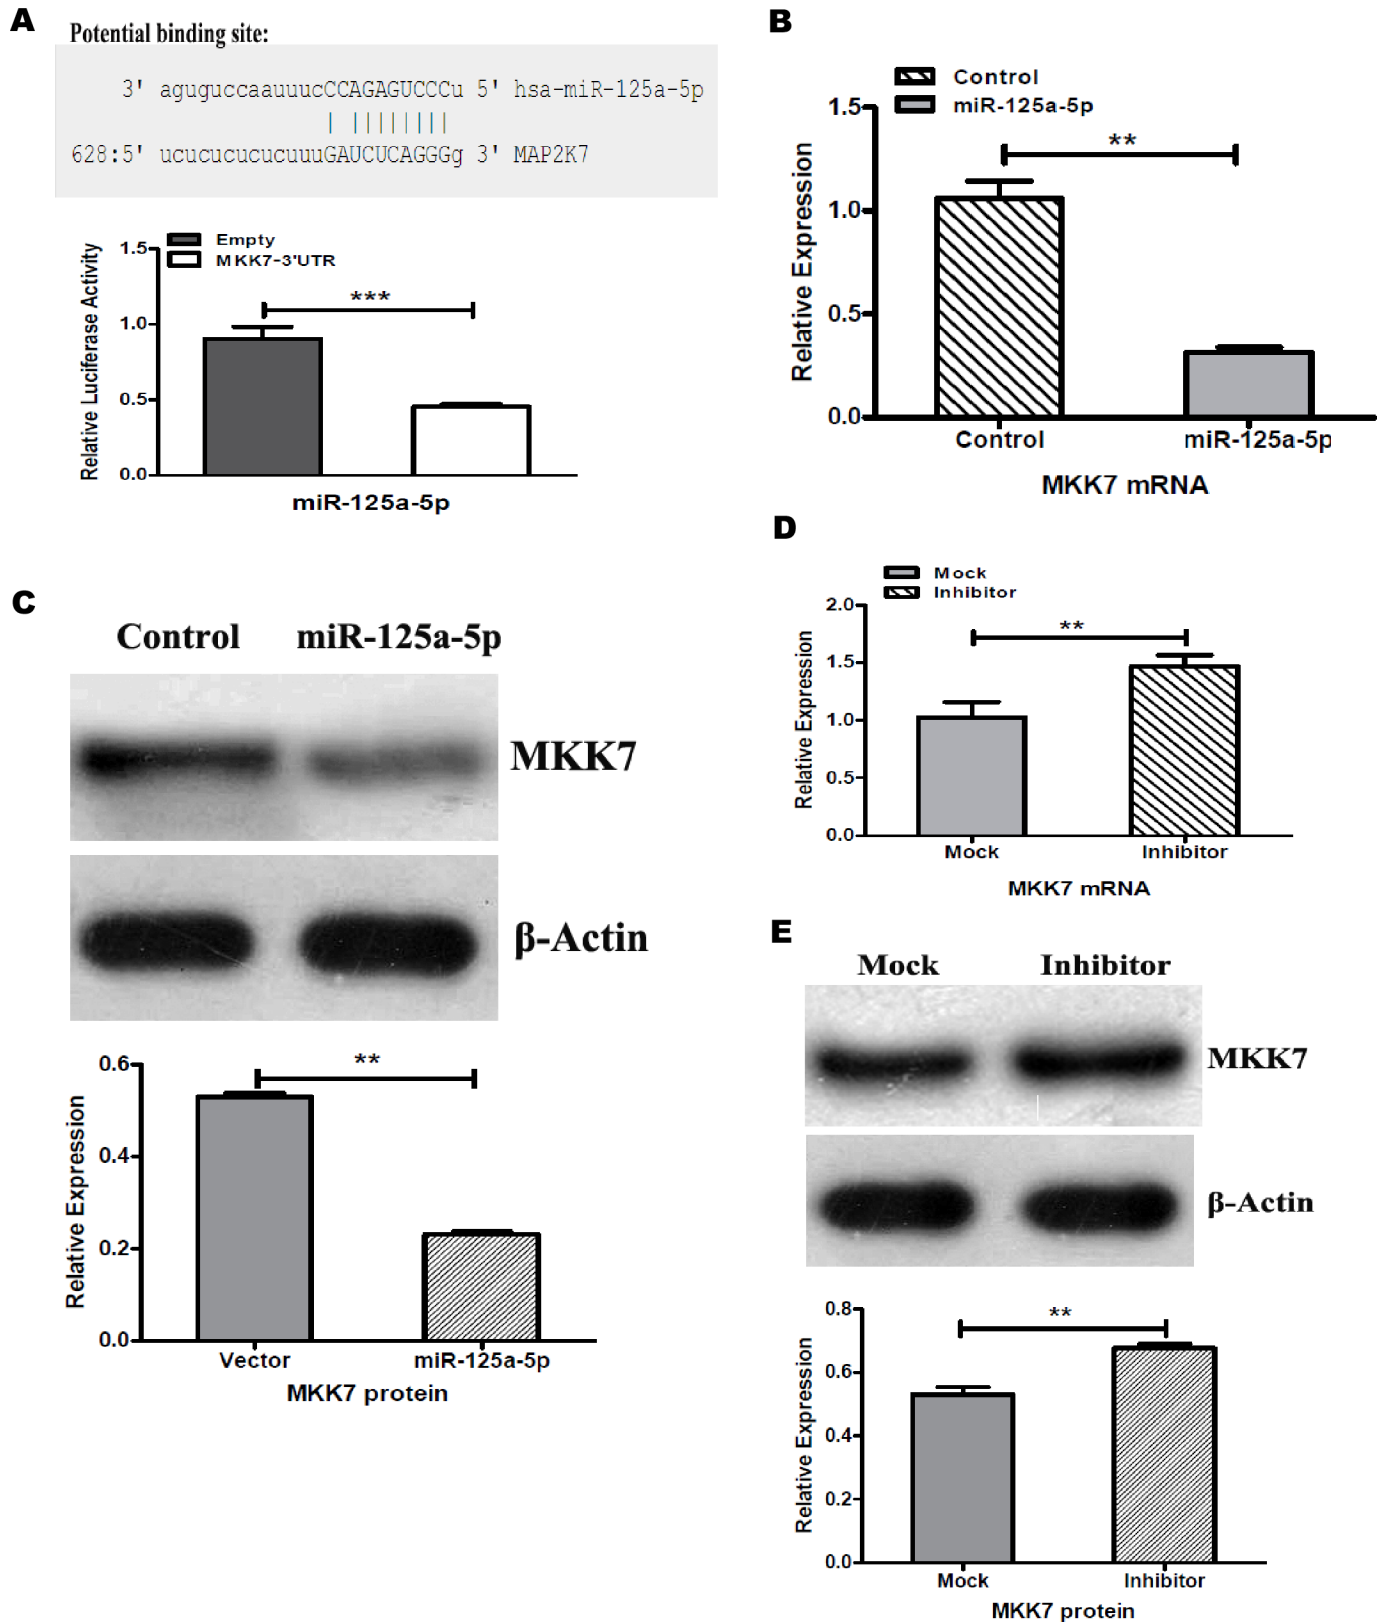 A
Potential binding site:
3' aguguccaauuucCCAGAGUCCCu 5' hsa-miR-125a-5p
| ||||||||
628:5' ucucucucucuuuGAUCUCAGGGg 3' MAP2K7
Empty
MKK7-3'UTR
Relative Luciferase Activity
1.5
1.0
0.5
0.0
***
miR-125a-5p
B
Control
miR-125a-5p
Relative Expression
1.5
1.0
0.5
0.0
**
Control miR-125a-5p
MKK7 mRNA
C
Control miR-125a-5p
MKK7
β-Actin
Relative Expression
0.6
0.4
0.2
0.0
**
Vector miR-125a-5p
MKK7 protein
D
Mock
Inhibitor
Relative Expression
2.0
1.5
1.0
0.5
0.0
**
Mock Inhibitor
MKK7 mRNA
E
Mock Inhibitor
MKK7
β-Actin
Relative Expression
0.8
0.6
0.4
0.2
0.0
**
Mock Inhibitor
MKK7 protein